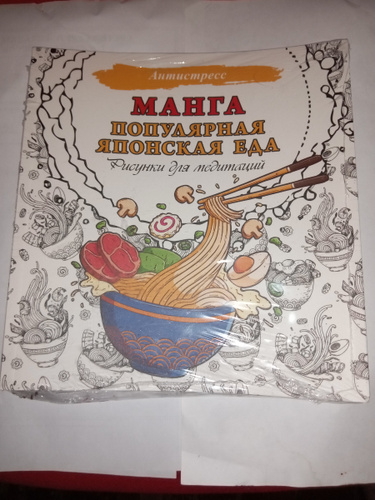 Антистресс
МАНГА
ПОПУЛЯРНАЯ
ЯПОНСКАЯ ЕДА
Рисунки для медитаций